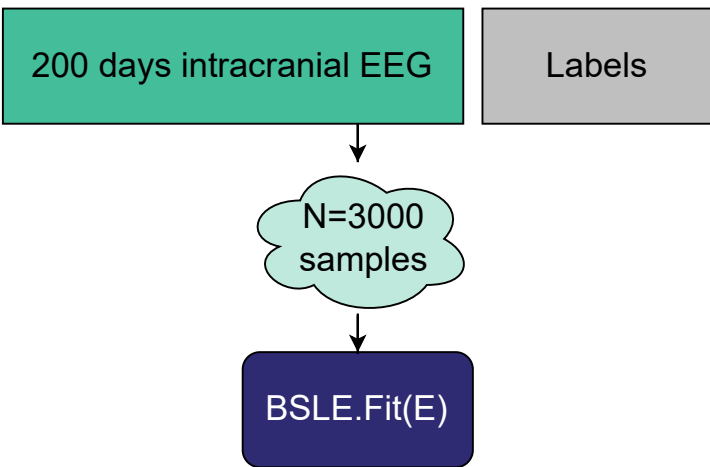 200 days intracranial EEG
Labels
N=3000
samples
BSLE.Fit(E)